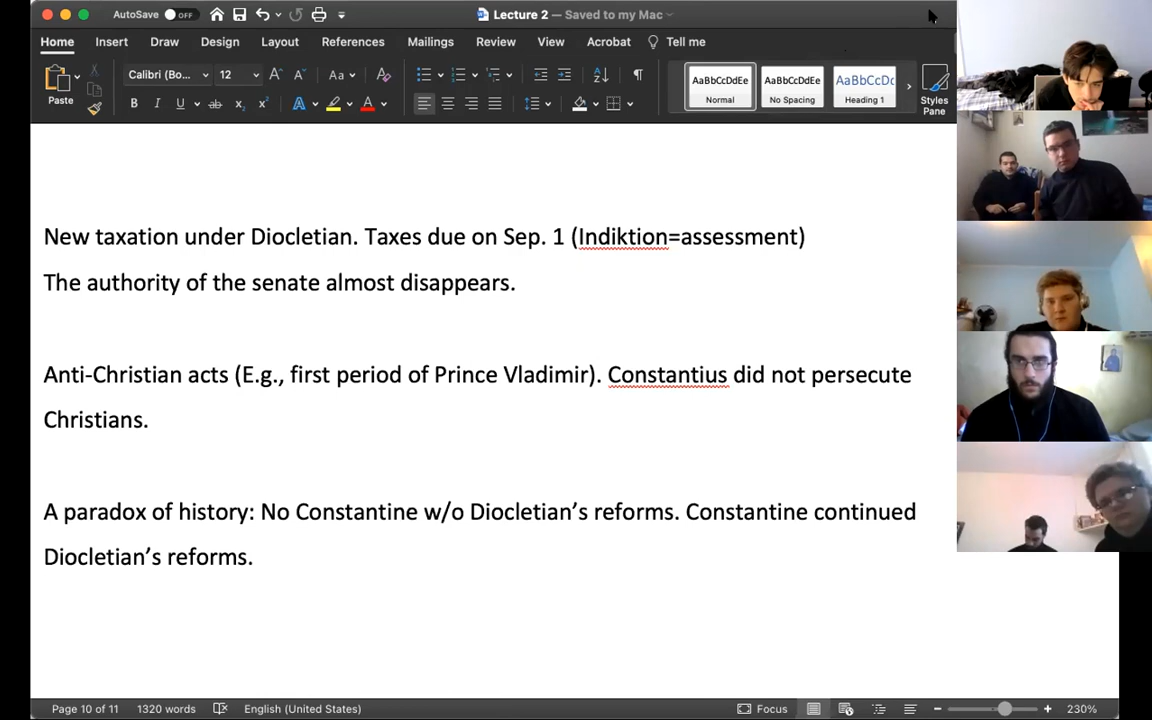 AutoSave OFF
Lecture 2 — Saved to my Mac
Home Insert Draw Design Layout References Mailings Review View Acrobat Tell me
Paste
Calibri (Bo... 12
AaBbCcDdEe AaBbCcDdEe AaBbCcDc
Normal No Spacing Heading 1
Styles
Pane
New taxation under Diocletian. Taxes due on Sep. 1 (Indiktion=assessment)
The authority of the senate almost disappears.
Anti-Christian acts (E.g., first period of Prince Vladimir). Constantius did not persecute
Christians.
A paradox of history: No Constantine w/o Diocletian’s reforms. Constantine continued
Diocletian’s reforms.
Page 10 of 11 1320 words English (United States) Focus 230%